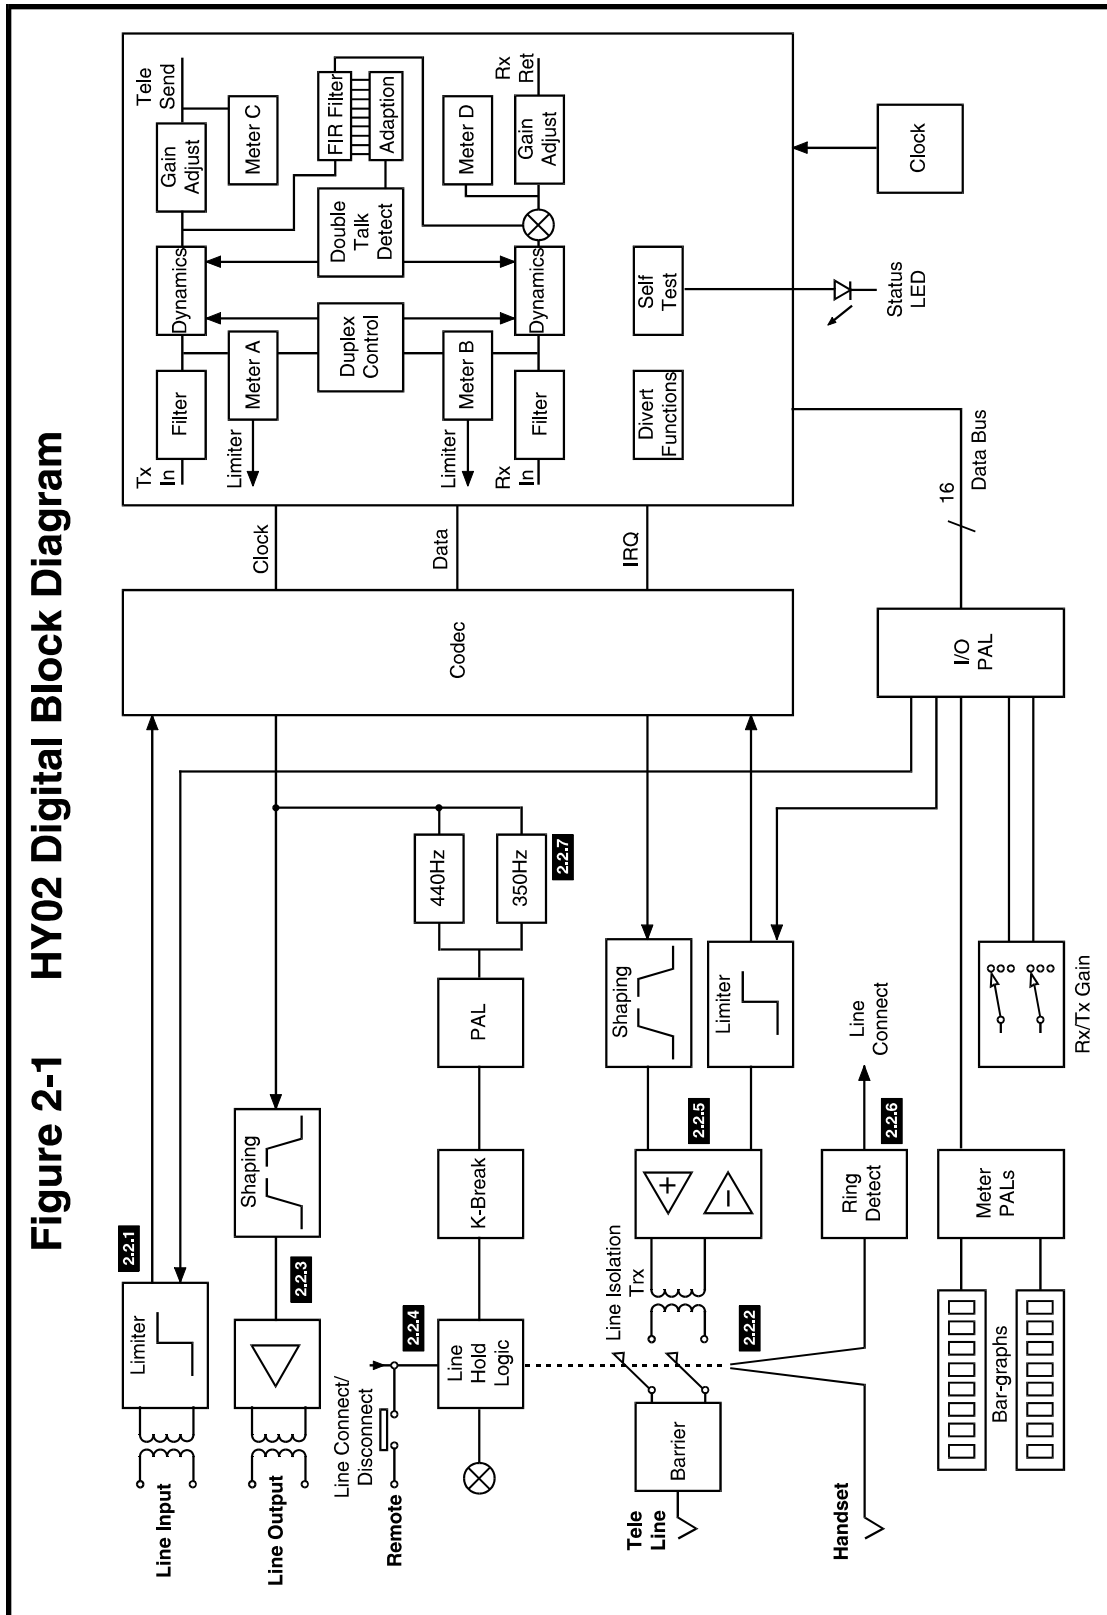 Figure 2-1 HY02 Digital Block Diagram
Line Input
Limiter
2.2.1
Line Output
2.2.3
Shaping
Remote
Line Connect/
Disconnect
2.2.4
Line
Hold
Logic
K-Break
PAL
440Hz
350Hz
2.2.7
Tele
Line
Barrier
Line Isolation
Trx
2.2.2
2.2.5
Shaping
Limiter
Handset
Ring
Detect
2.2.6
Line
Connect
Bar-graphs
Meter
PALs
Rx/Tx Gain
I/O
PAL
16
Data Bus
Codec
Clock
Data
IRQ
Tx
In
Filter
Dynamics
Gain
Adjust
Tele
Send
Limiter
Meter A
Meter C
Duplex
Control
Double
Talk
Detect
FIR Filter
Adaption
Limiter
Meter B
Meter D
Rx
In
Filter
Dynamics
Gain
Adjust
Rx
Ret
Divert
Functions
Self
Test
Status
LED
Clock